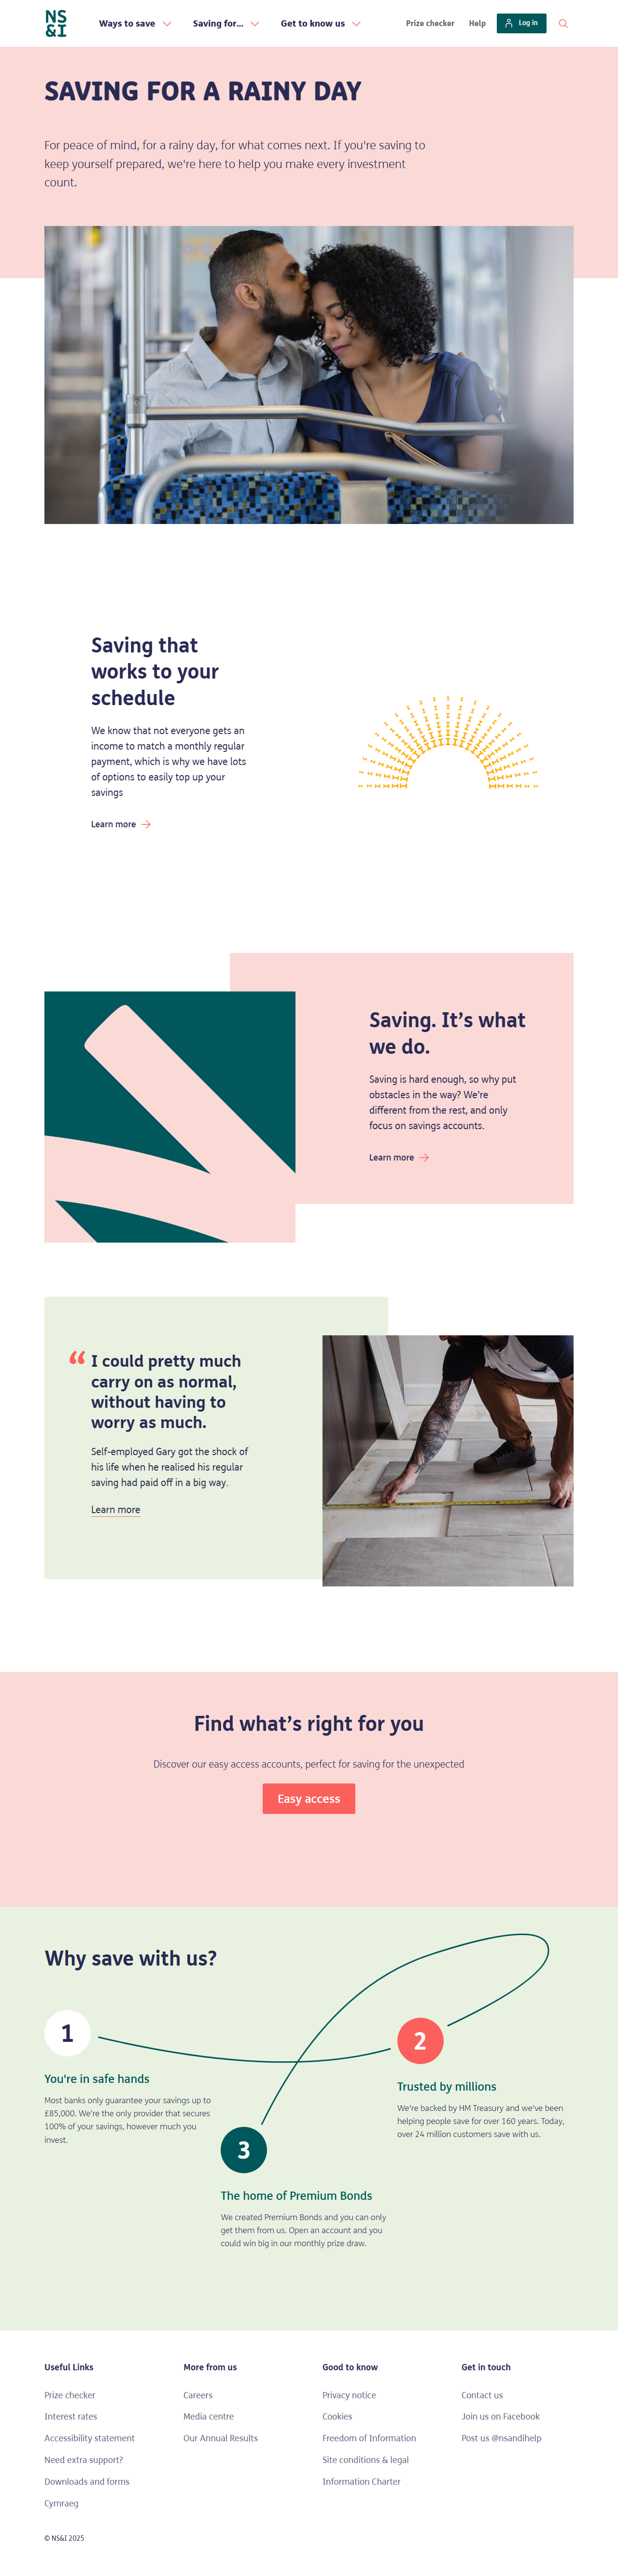 NS
&I
Ways to save
Saving for...
Get to know us
Prize checker
Help
Log in
SAVING FOR A RAINY DAY
For peace of mind, for a rainy day, for what comes next. If you're saving to
keep yourself prepared, we're here to help you make every investment
count.
Saving that
works to your
schedule
We know that not everyone gets an
income to match a monthly regular
payment, which is why we have lots
of options to easily top up your
savings
Learn more
Saving. It’s what
we do.
Saving is hard enough, so why put
obstacles in the way? We’re
different from the rest, and only
focus on savings accounts.
Learn more
“ I could pretty much
carry on as normal,
without having to
worry as much.
Self-employed Gary got the shock of
his life when he realised his regular
saving had paid off in a big way.
Learn more
Find what’s right for you
Discover our easy access accounts, perfect for saving for the unexpected
Easy access
Why save with us?
1
You're in safe hands
Most banks only guarantee your savings up to
£85,000. We're the only provider that secures
100% of your savings, however much you
invest.
2
Trusted by millions
We're backed by HM Treasury and we've been
helping people save for over 160 years. Today,
over 24 million customers save with us.
3
The home of Premium Bonds
We created Premium Bonds and you can only
get them from us. Open an account and you
could win big in our monthly prize draw.
Useful Links
Prize checker
Interest rates
Accessibility statement
Need extra support?
Downloads and forms
Cymraeg
More from us
Careers
Media centre
Our Annual Results
Good to know
Privacy notice
Cookies
Freedom of Information
Site conditions & legal
Information Charter
Get in touch
Contact us
Join us on Facebook
Post us @nsandihelp
© NS&I 2025